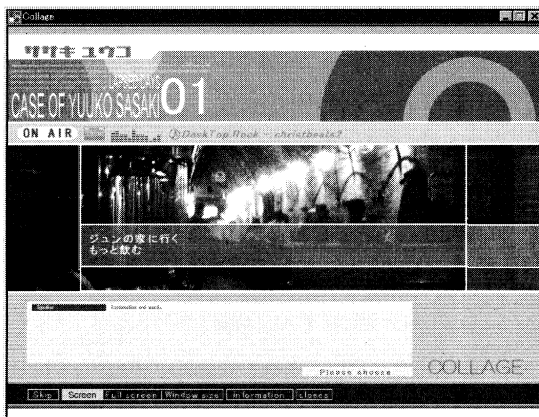 Collage
ササキユウコ
CASE OF YUUKO SASAKI 01
ON AIR
DeskTop.Rock - christbeats?
ジュンの家に行く
もっと飲む
Please choose
COLLAGE
Skip Screen Full screen Window size Information closes